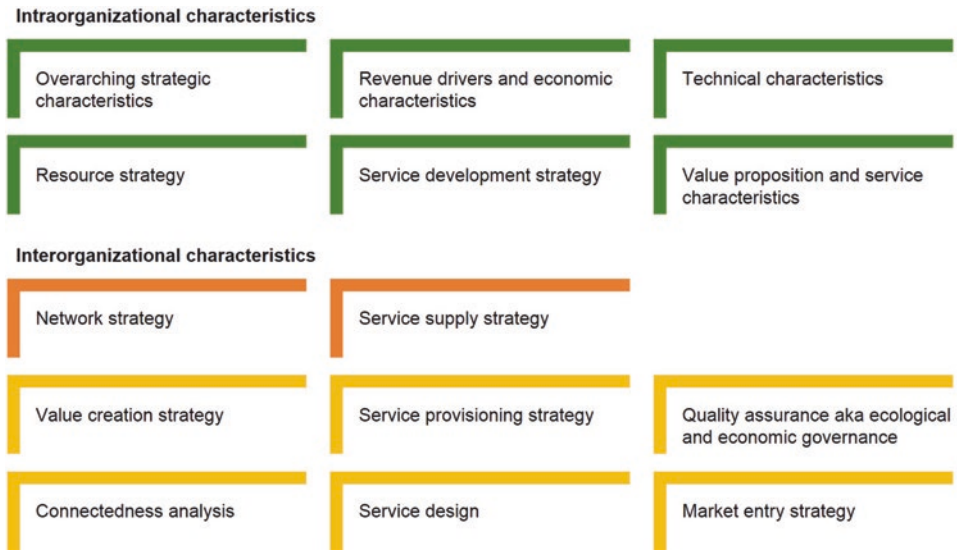 Intraorganizational characteristics
Overarching strategic
characteristics
Revenue drivers and economic
characteristics
Technical characteristics
Resource strategy
Service development strategy
Value proposition and service
characteristics
Interorganizational characteristics
Network strategy
Service supply strategy
Value creation strategy
Service provisioning strategy
Quality assurance aka ecological
and economic governance
Connectedness analysis
Service design
Market entry strategy